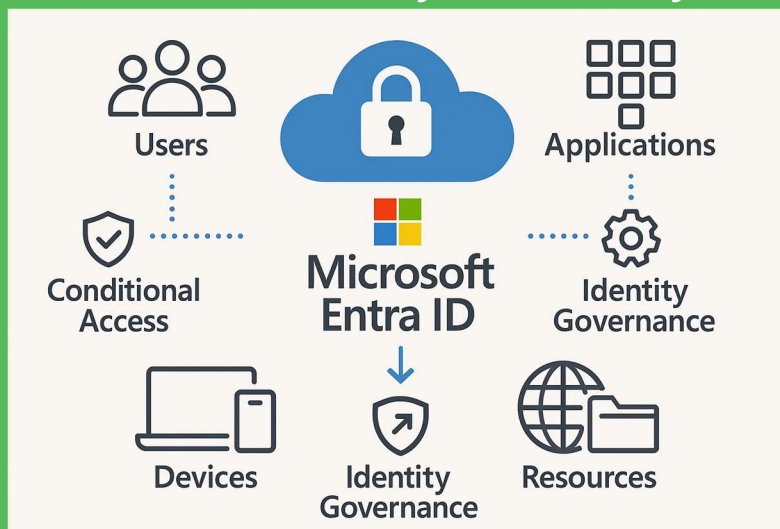 Users
Applications
Conditional
Access
Microsoft
Entra ID
Identity
Governance
Devices
Identity
Governance
Resources